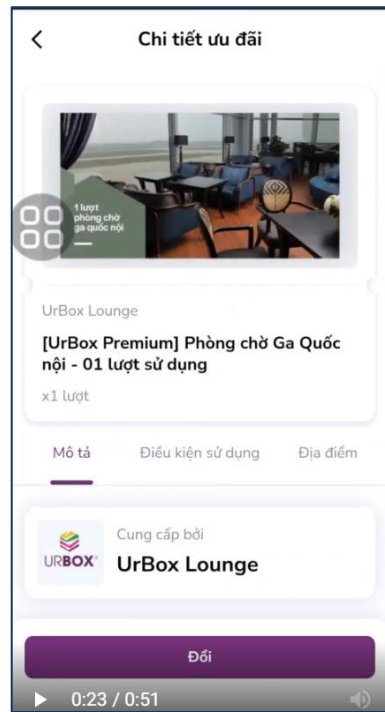 Chi tiết ưu đãi
1 lượt
phòng chờ
ga quốc nội
UrBox Lounge
[UrBox Premium] Phòng chờ Ga Quốc
nội - 01 lượt sử dụng
x1 lượt
Mô tả Điều kiện sử dụng Địa điểm
Cung cấp bởi
URBOX
UrBox Lounge
Đổi
0:23 / 0:51